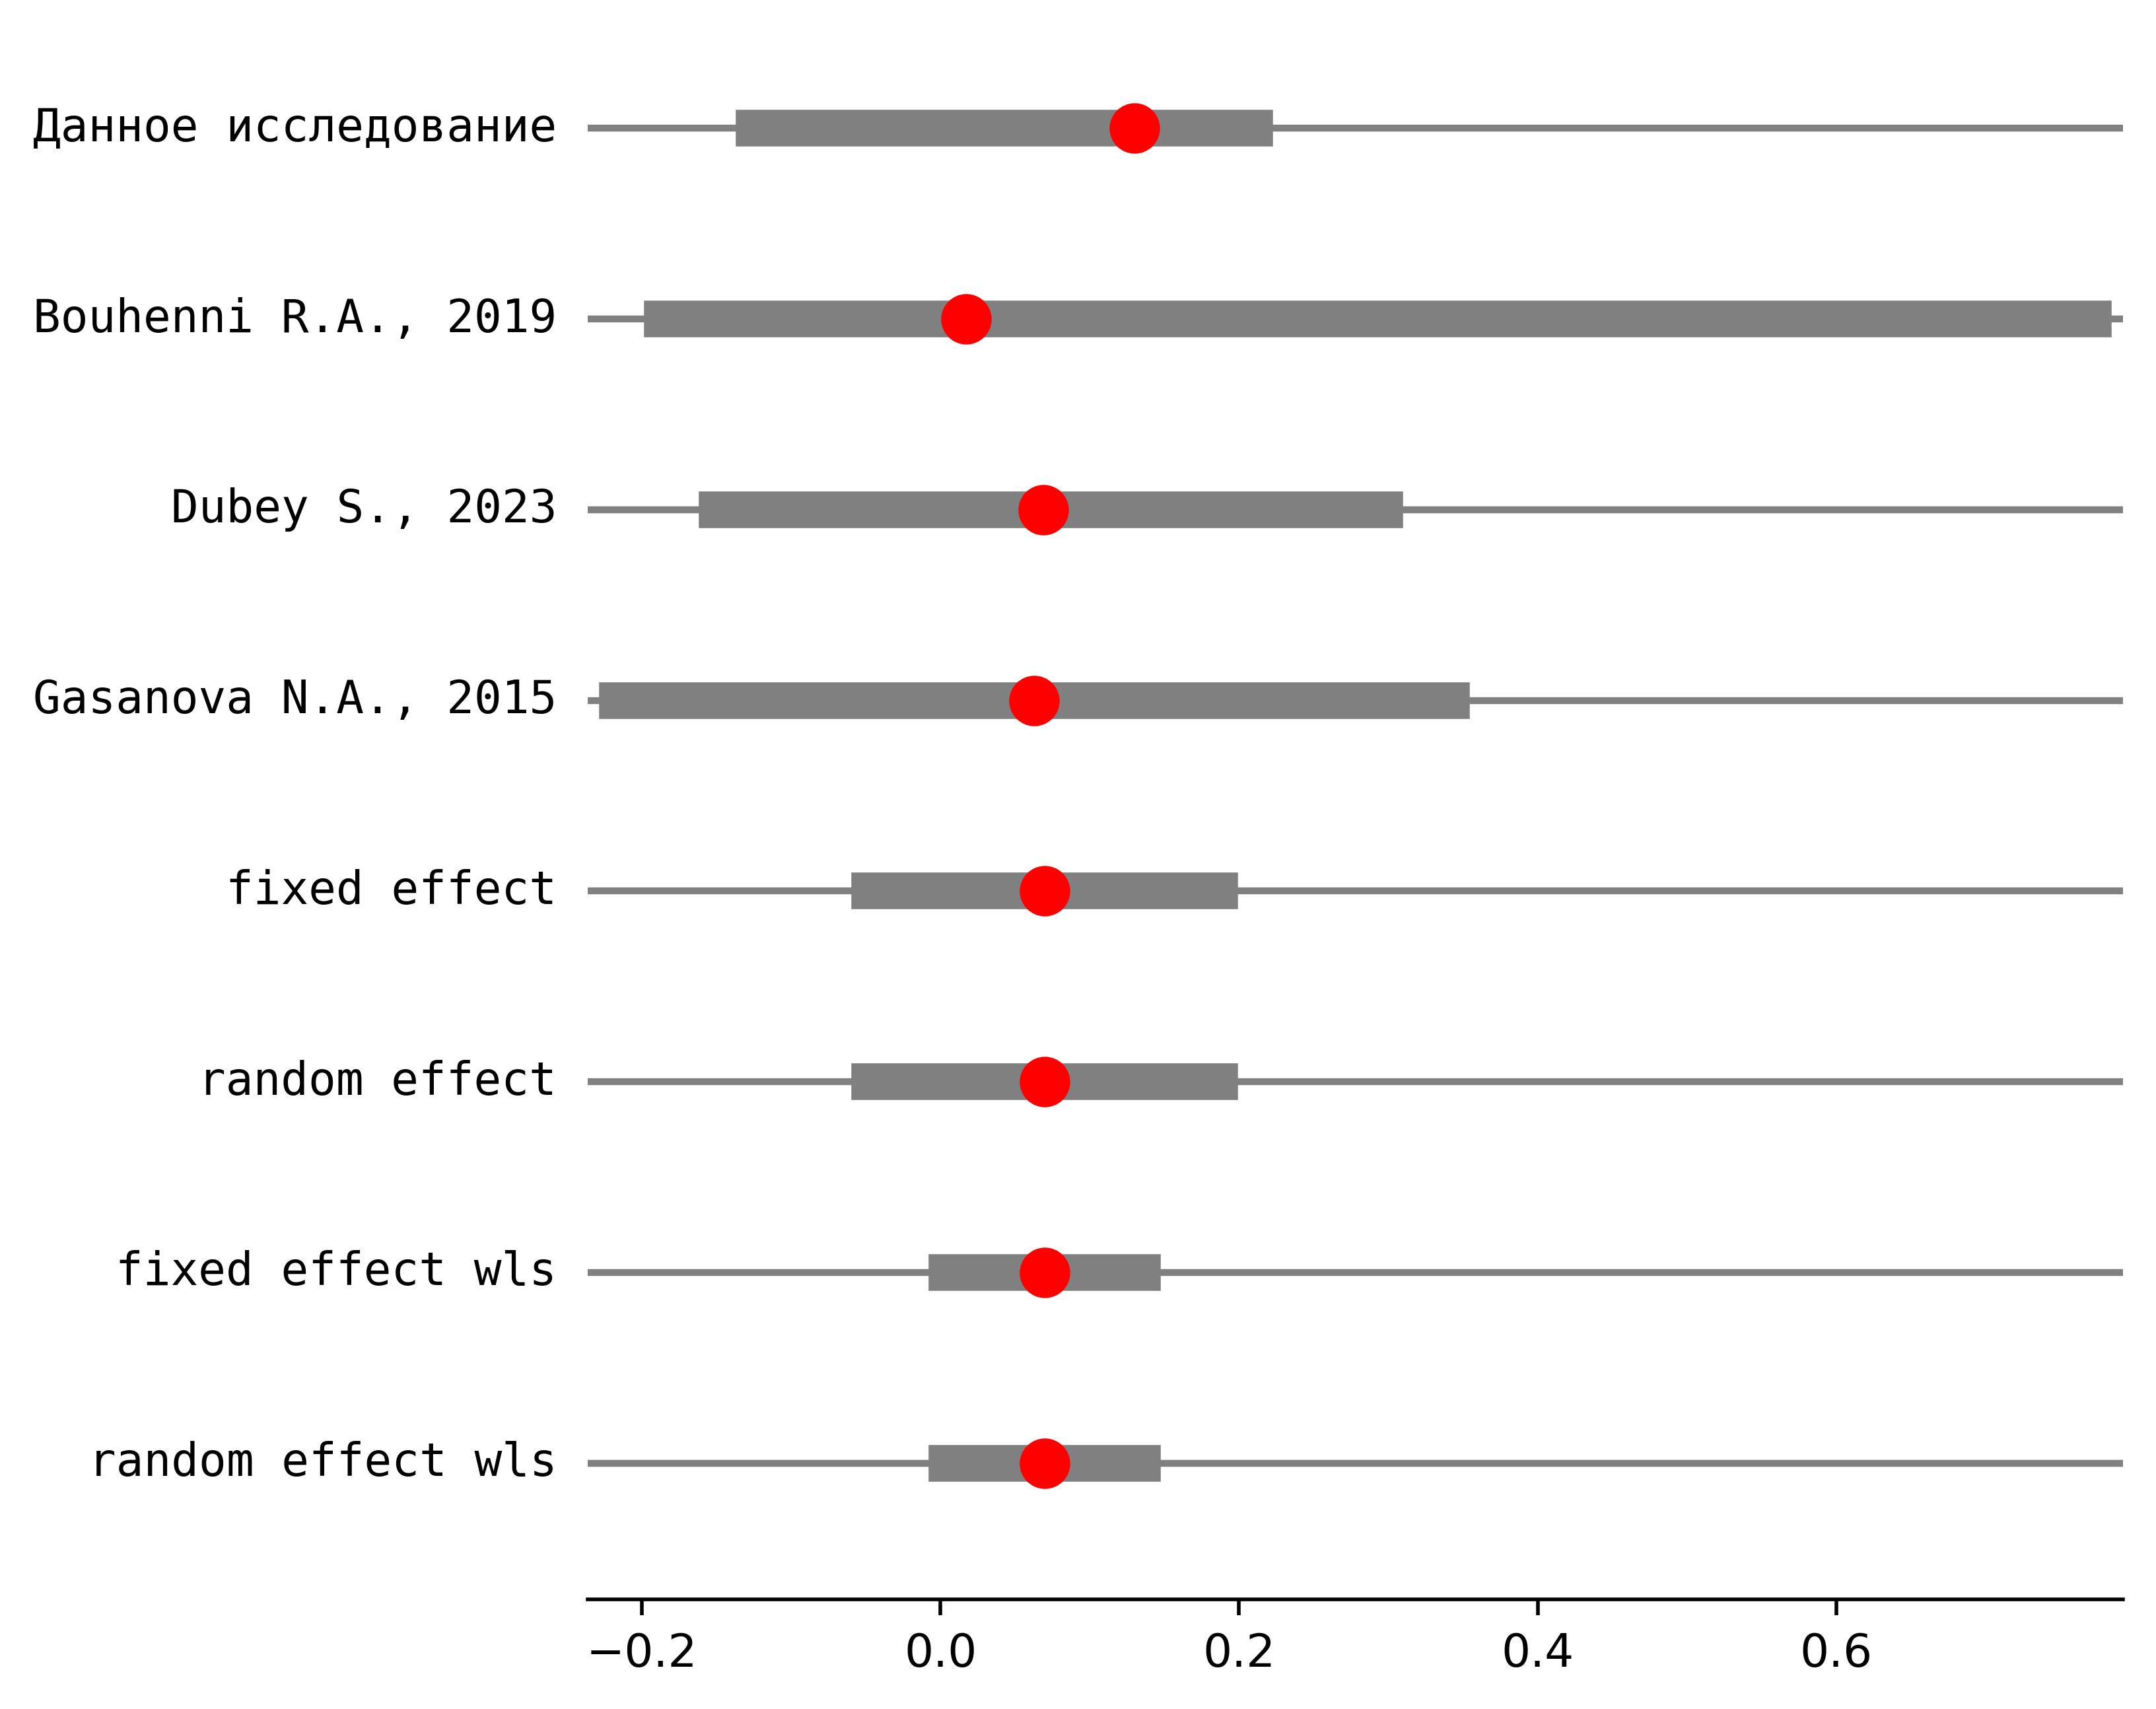 Данное исследование
Bouhenni R.A., 2019
Dubey S., 2023
Gasanova N.A., 2015
fixed effect
random effect
fixed effect wls
random effect wls
−0.2 0.0 0.2 0.4 0.6